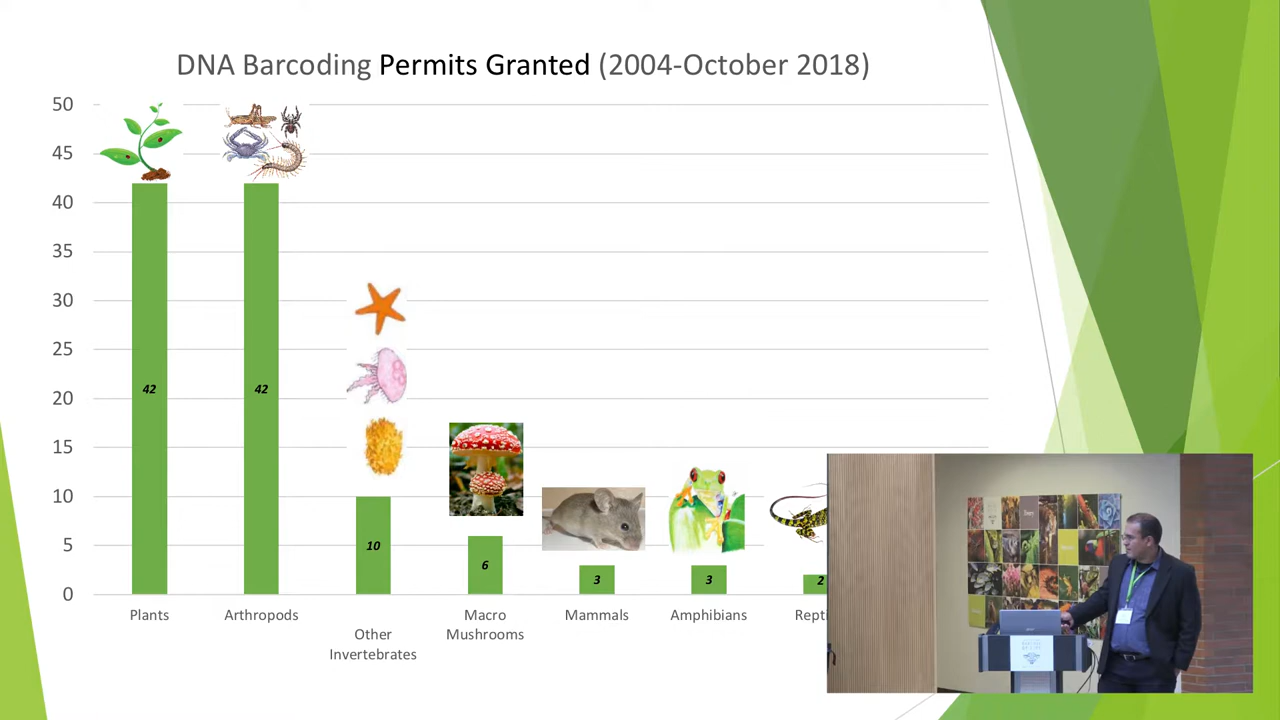 DNA Barcoding Permits Granted (2004-October 2018)
50
45
40
35
30
25
20
15
10
5
0
42
42
10
6
3
3
2
Plants
Arthropods
Other
Invertebrates
Macro
Mushrooms
Mammals
Amphibians
Repti